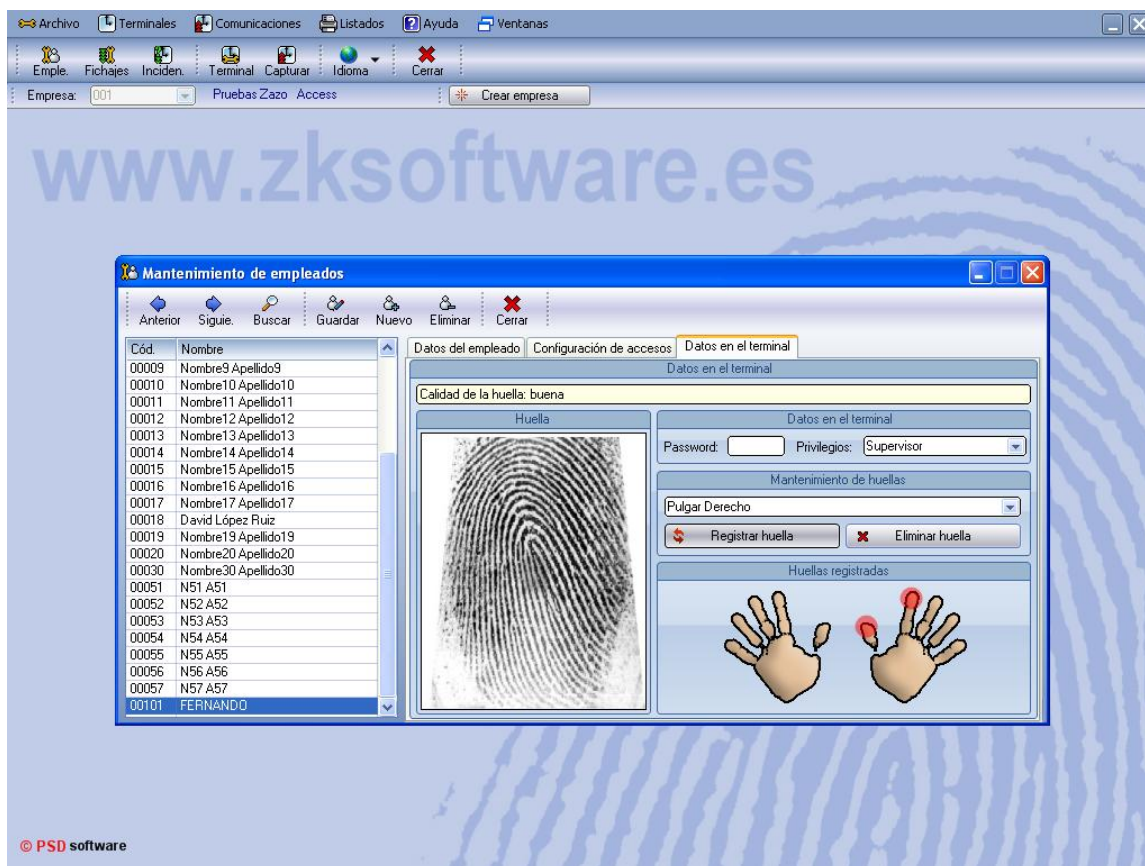 Archivo Terminales Comunicaciones Listados Ayuda Ventanas
Emple. Fichajes Inciden. Terminal Capturar Idioma Cerrar
Empresa: 001 Pruebas Zazo Access Crear empresa
www.zksoftware.es
Mantenimiento de empleados
Anterior Siguie. Buscar Guardar Nuevo Eliminar Cerrar
Cód. Nombre
00009 Nombre9 Apellido9
00010 Nombre10 Apellido10
00011 Nombre11 Apellido11
00012 Nombre12 Apellido12
00013 Nombre13 Apellido13
00014 Nombre14 Apellido14
00015 Nombre15 Apellido15
00016 Nombre16 Apellido16
00017 Nombre17 Apellido17
00018 David López Ruiz
00019 Nombre19 Apellido19
00020 Nombre20 Apellido20
00030 Nombre30 Apellido30
00051 N51 A51
00052 N52 A52
00053 N53 A53
00054 N54 A54
00055 N55 A55
00056 N56 A56
00057 N57 A57
00101 FERNANDO
Datos del empleado Configuración de accesos Datos en el terminal
Datos en el terminal
Calidad de la huella: buena
Huella
Datos en el terminal
Password: Privilegios: Supervisor
Mantenimiento de huellas
Pulgar Derecho
Registrar huella Eliminar huella
Huellas registradas
© PSD software